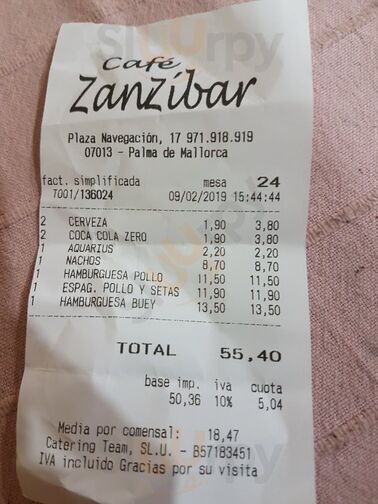 Slurpy
Café
Zanzíbar
Plaza Navegación, 17 971.918.919
07013 - Palma de Mallorca
fact. simplificada mesa 24
T001/136024 09/02/2019 15:44:44
2 CERVEZA 1,90 3,80
2 COCA COLA ZERO 1,90 3,80
1 AQUARIUS 2,20 2,20
1 NACHOS 8,70 8,70
1 HAMBURGUESA POLLO 11,50 11,50
1 ESPAG. POLLO Y SETAS 11,90 11,90
1 HAMBURGUESA BUEY 13,50 13,50
TOTAL 55,40
base imp. iva cuota
50,36 10% 5,04
Media por comensal: 18,47
Catering Team, SL.U. - B57183451
IVA incluido Gracias por su visita